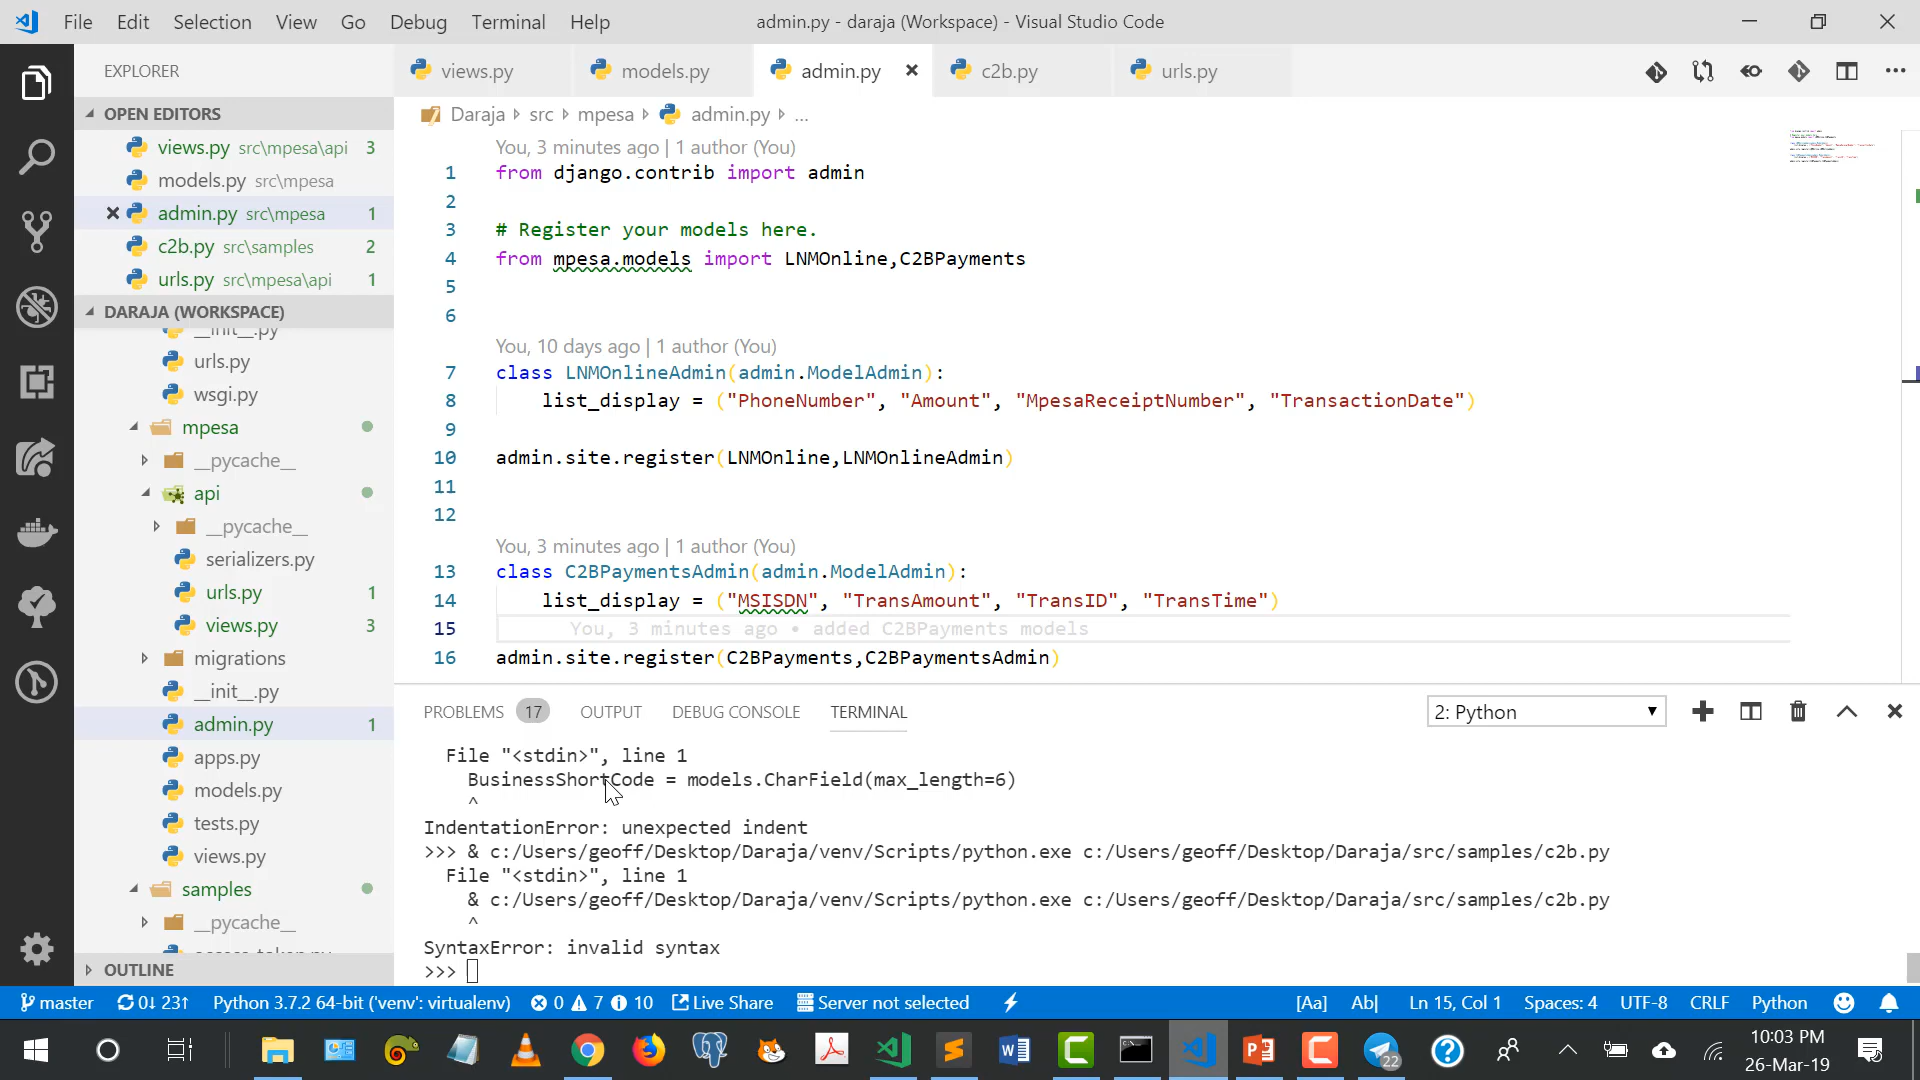 File Edit Selection View Go Debug Terminal Help
admin.py - daraja (Workspace) - Visual Studio Code
EXPLORER
OPEN EDITORS
views.py src\mpesa\api 3
models.py src\mpesa
admin.py src\mpesa 1
c2b.py src\samples 2
urls.py src\mpesa\api 1
DARAJA (WORKSPACE)
__init__.py
urls.py
wsgi.py
mpesa
__pycache__
api
__pycache__
serializers.py
urls.py 1
views.py 3
migrations
__init__.py
admin.py 1
apps.py
models.py
tests.py
views.py
samples
__pycache__
OUTLINE
views.py models.py admin.py c2b.py urls.py
Daraja src mpesa admin.py ...
You, 3 minutes ago | 1 author (You)
1 from django.contrib import admin
2
3 # Register your models here.
4 from mpesa.models import LNMOnline,C2BPayments
5
6
You, 10 days ago | 1 author (You)
7 class LNMOnlineAdmin(admin.ModelAdmin):
8 list_display = ("PhoneNumber", "Amount", "MpesaReceiptNumber", "TransactionDate")
9
10 admin.site.register(LNMOnline,LNMOnlineAdmin)
11
12
You, 3 minutes ago | 1 author (You)
13 class C2BPaymentsAdmin(admin.ModelAdmin):
14 list_display = ("MSISDN", "TransAmount", "TransID", "TransTime")
15 You, 3 minutes ago • added C2BPayments models
16 admin.site.register(C2BPayments,C2BPaymentsAdmin)
PROBLEMS 17 OUTPUT DEBUG CONSOLE TERMINAL
2: Python
File "<stdin>", line 1
BusinessShortCode = models.CharField(max_length=6)
^
IndentationError: unexpected indent
>>> & c:/Users/geoff/Desktop/Daraja/venv/Scripts/python.exe c:/Users/geoff/Desktop/Daraja/src/samples/c2b.py
File "<stdin>", line 1
& c:/Users/geoff/Desktop/Daraja/venv/Scripts/python.exe c:/Users/geoff/Desktop/Daraja/src/samples/c2b.py
^
SyntaxError: invalid syntax
>>>
master 0↓ 23↑ Python 3.7.2 64-bit ('venv': virtualenv) 0 7 10 Live Share Server not selected
[Aa] Ab| Ln 15, Col 1 Spaces: 4 UTF-8 CRLF Python
22
10:03 PM
26-Mar-19